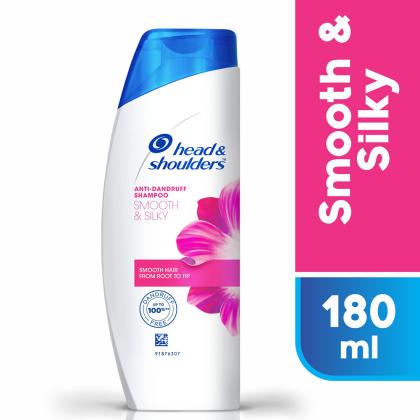 head &
shoulders
ANTI-DANDRUFF
SHAMPOO
SMOOTH
& SILKY
SMOOTH HAIR
FROM ROOT TO TIP
DANDRUFF
UP TO
100%
FREE
91876307
Smooth &
Silky
180
ml